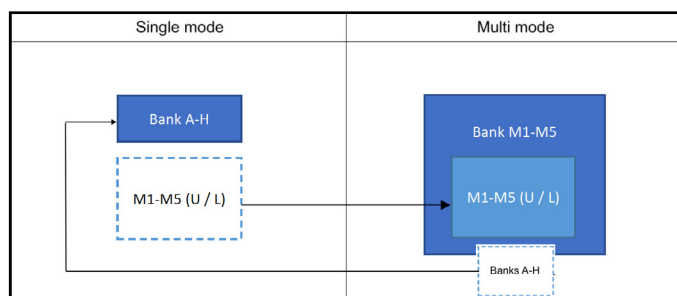 Single mode
Multi mode
Bank A-H
M1-M5 (U / L)
Bank M1-M5
M1-M5 (U / L)
Banks A-H